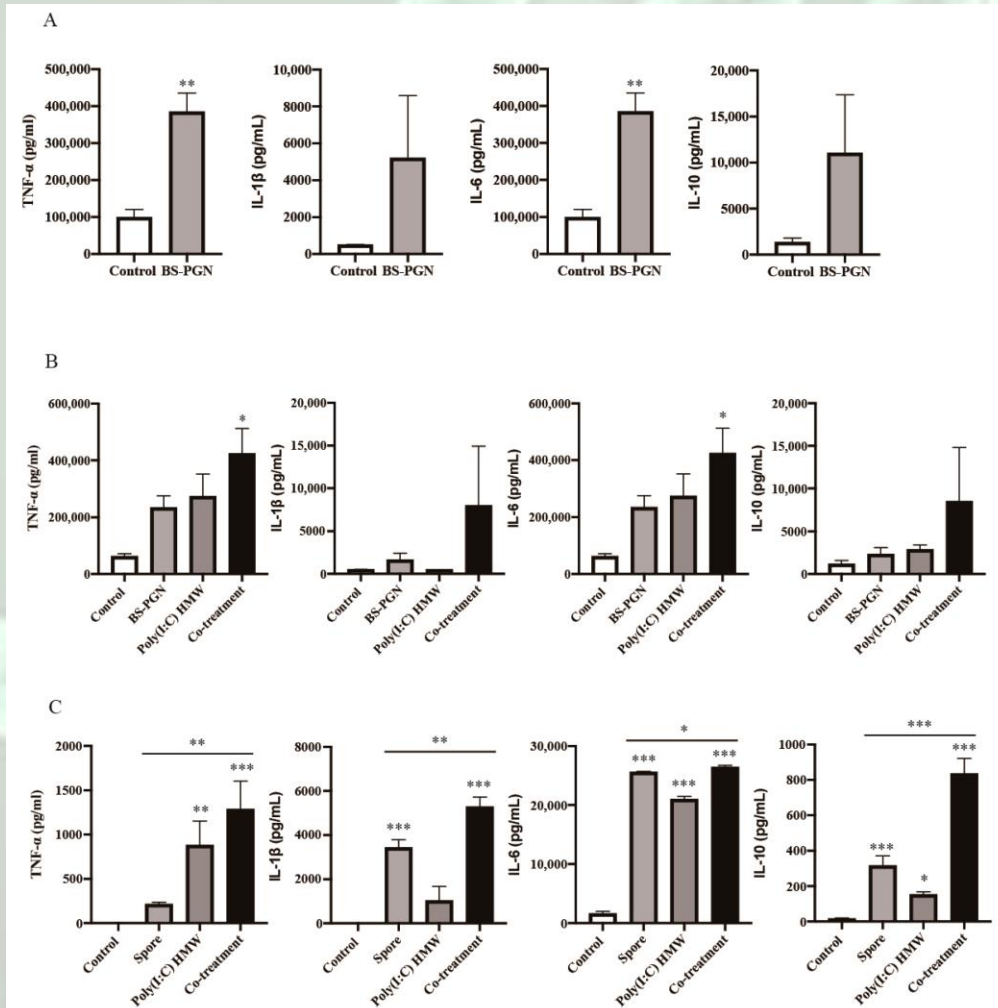 A
TNF-α (pg/ml)
500,000
400,000
300,000
200,000
100,000
0
**
Control BS-PGN
IL-1β (pg/mL)
10,000
8000
6000
4000
2000
0
Control BS-PGN
IL-6 (pg/mL)
500,000
400,000
300,000
200,000
100,000
0
**
Control BS-PGN
IL-10 (pg/mL)
20,000
15,000
10,000
5000
0
Control BS-PGN
B
TNF-α (pg/ml)
600,000
400,000
200,000
0
*
Control
BS-PGN
Poly(I:C) HMW
Co-treatment
IL-1β (pg/mL)
20,000
15,000
10,000
5000
0
Control
BS-PGN
Poly(I:C) HMW
Co-treatment
IL-6 (pg/mL)
600,000
400,000
200,000
0
*
Control
BS-PGN
Poly(I:C) HMW
Co-treatment
IL-10 (pg/mL)
20,000
15,000
10,000
5000
0
Control
BS-PGN
Poly(I:C) HMW
Co-treatment
C
TNF-α (pg/ml)
2000
1500
1000
500
0
**
**
***
Control
Spore
Poly(I:C) HMW
Co-treatment
IL-1β (pg/mL)
8000
6000
4000
2000
0
**
***
***
Control
Spore
Poly(I:C) HMW
Co-treatment
IL-6 (pg/mL)
30,000
20,000
10,000
0
*
***
***
***
Control
Spore
Poly(I:C) HMW
Co-treatment
IL-10 (pg/mL)
1000
800
600
400
200
0
***
***
*
***
Control
Spore
Poly(I:C) HMW
Co-treatment